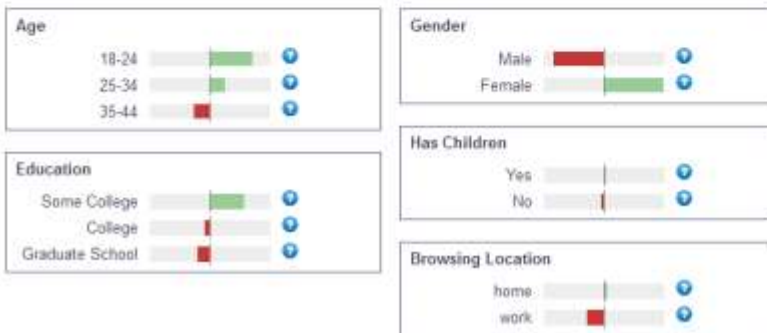 Age
18-24
25-34
35-44
Education
Some College
College
Graduate School
Gender
Male
Female
Has Children
Yes
No
Browsing Location
home
work